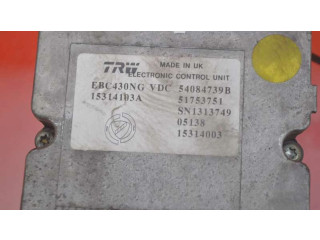 TRW MADE IN UK
ELECTRONIC CONTROL UNIT
EBC430NG VDC 54084739B
15314103A 51753751
SN1313749
05138
15314003